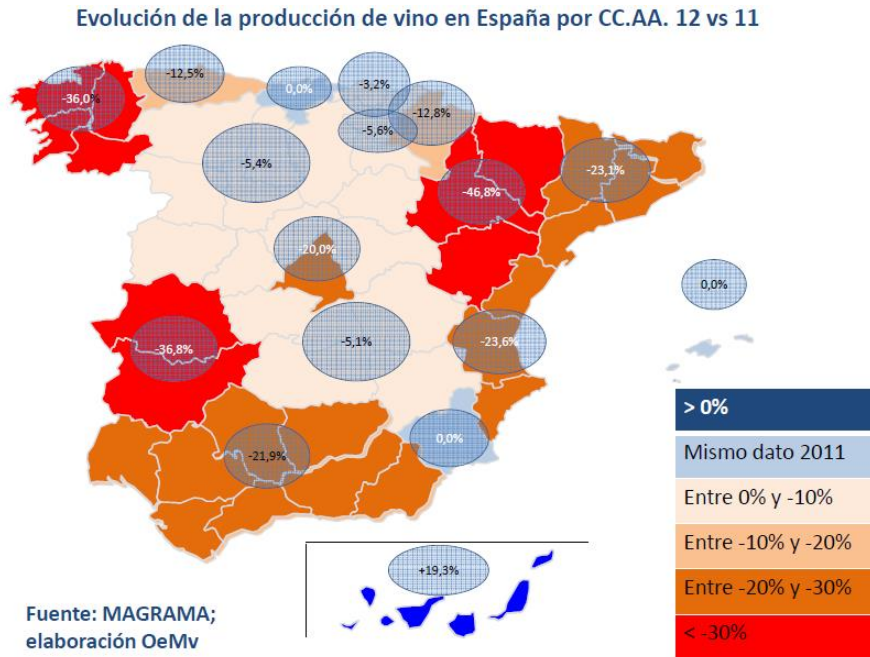 Evolución de la producción de vino en España por CC.AA. 12 vs 11
-36,0%
-12,5%
0,0%
-3,2%
-12,8%
-5,6%
-5,4%
-46,8%
-23,1%
-20,0%
0,0%
-36,8%
-5,1%
-23,6%
-21,9%
0,0%
+19,3%
> 0%
Mismo dato 2011
Entre 0% y -10%
Entre -10% y -20%
Entre -20% y -30%
< -30%
Fuente: MAGRAMA;
elaboración OeMv